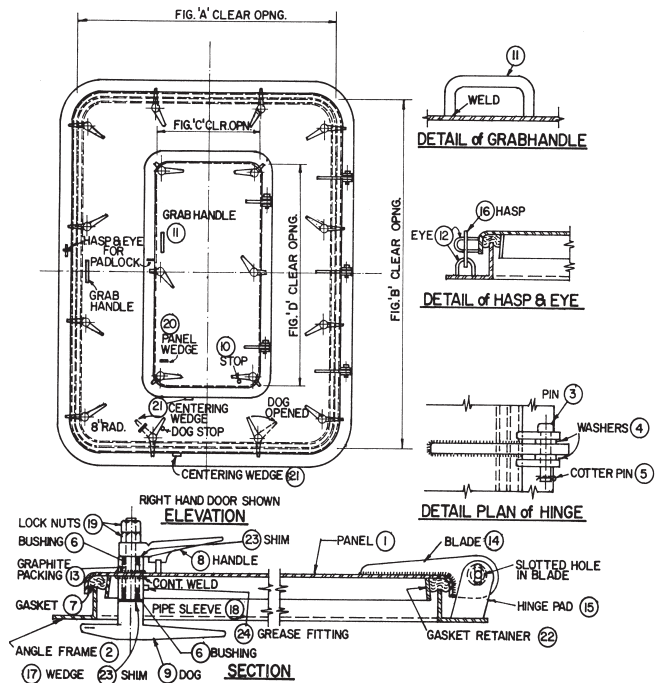 FIG.'A' CLEAR OPNG.
11
WELD
DETAIL of GRABHANDLE
FIG.'C' CLR.OPN.
GRAB HANDLE
11
FIG.'D' CLEAR OPNG.
FIG.'B' CLEAR OPNG.
HASP & EYE
FOR
PADLOCK
GRAB
HANDLE
16 HASP
EYE 12
DETAIL of HASP & EYE
20
PANEL
WEDGE
10
STOP
21
CENTERING
WEDGE
DOG STOP
DOG
OPENED
8"RAD.
CENTERING WEDGE 21
PIN 3
WASHERS 4
COTTER PIN 5
DETAIL PLAN of HINGE
RIGHT HAND DOOR SHOWN
ELEVATION
LOCK NUTS 19
BUSHING 6
GRAPHITE
PACKING 13
GASKET 7
23 SHIM
8 HANDLE
PANEL 1
BLADE 14
SLOTTED HOLE
IN BLADE
CONT. WELD
PIPE SLEEVE 18
24 GREASE FITTING
6 BUSHING
HINGE PAD 15
GASKET RETAINER 22
ANGLE FRAME 2
17 WEDGE
23 SHIM
9 DOG
SECTION